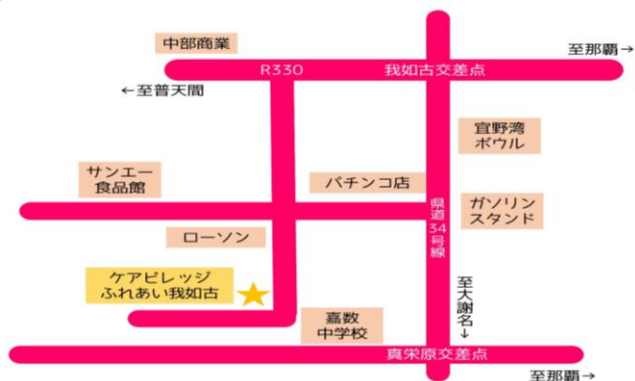 中部商業
至那覇→
R330
我如古交差点
←至普天間
宜野湾
ボウル
サンエー
食品館
パチンコ店
県道34号線
ガソリン
スタンド
ローソン
ケアビレッジ
ふれあい我如古
至大謝名↓
嘉数
中学校
真栄原交差点
至那覇→